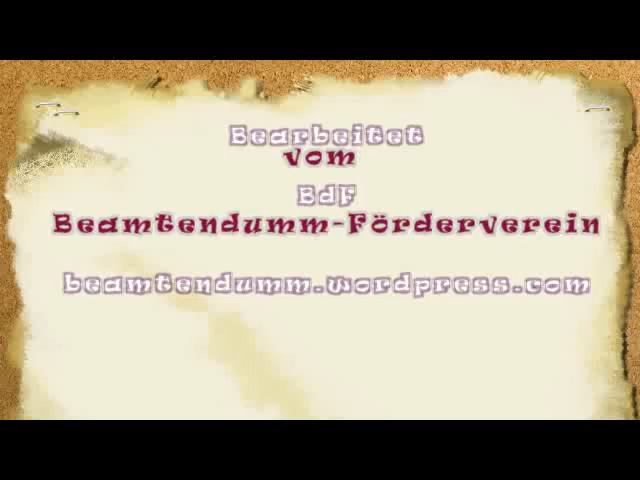 Bearbeitet
vom
BdF
Beamtendumm-Förderverein
beamtendumm.wordpress.com